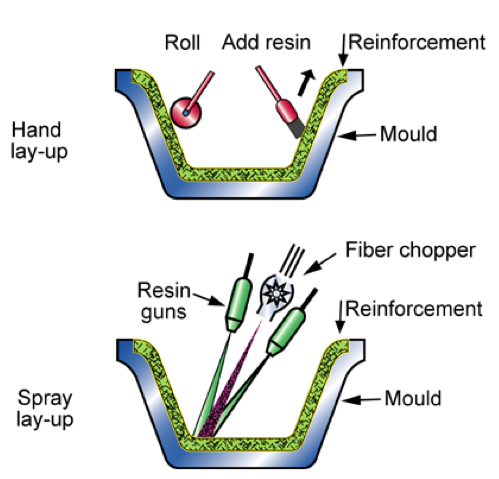 Roll
Add resin
Reinforcement
Hand
lay-up
Mould
Fiber chopper
Resin
guns
Reinforcement
Spray
lay-up
Mould